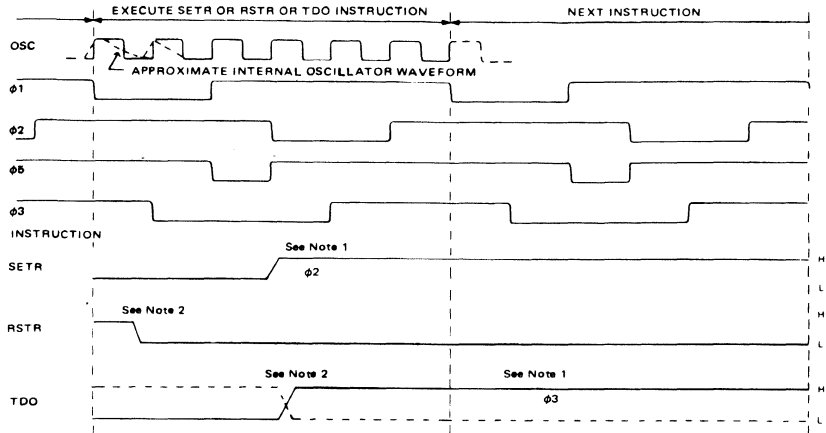 EXECUTE SETR OR RSTR OR TDO INSTRUCTION
NEXT INSTRUCTION
OSC
APPROXIMATE INTERNAL OSCILLATOR WAVEFORM
φ1
φ2
φ5
φ3
INSTRUCTION
See Note 1
SETR
φ2
H
L
See Note 2
H
RSTR
L
See Note 2
See Note 1
H
φ3
TDO
L